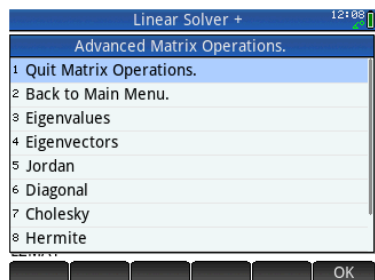 Linear Solver +
12:08
Advanced Matrix Operations.
1 Quit Matrix Operations.
2 Back to Main Menu.
3 Eigenvalues
4 Eigenvectors
5 Jordan
6 Diagonal
7 Cholesky
8 Hermite
OK